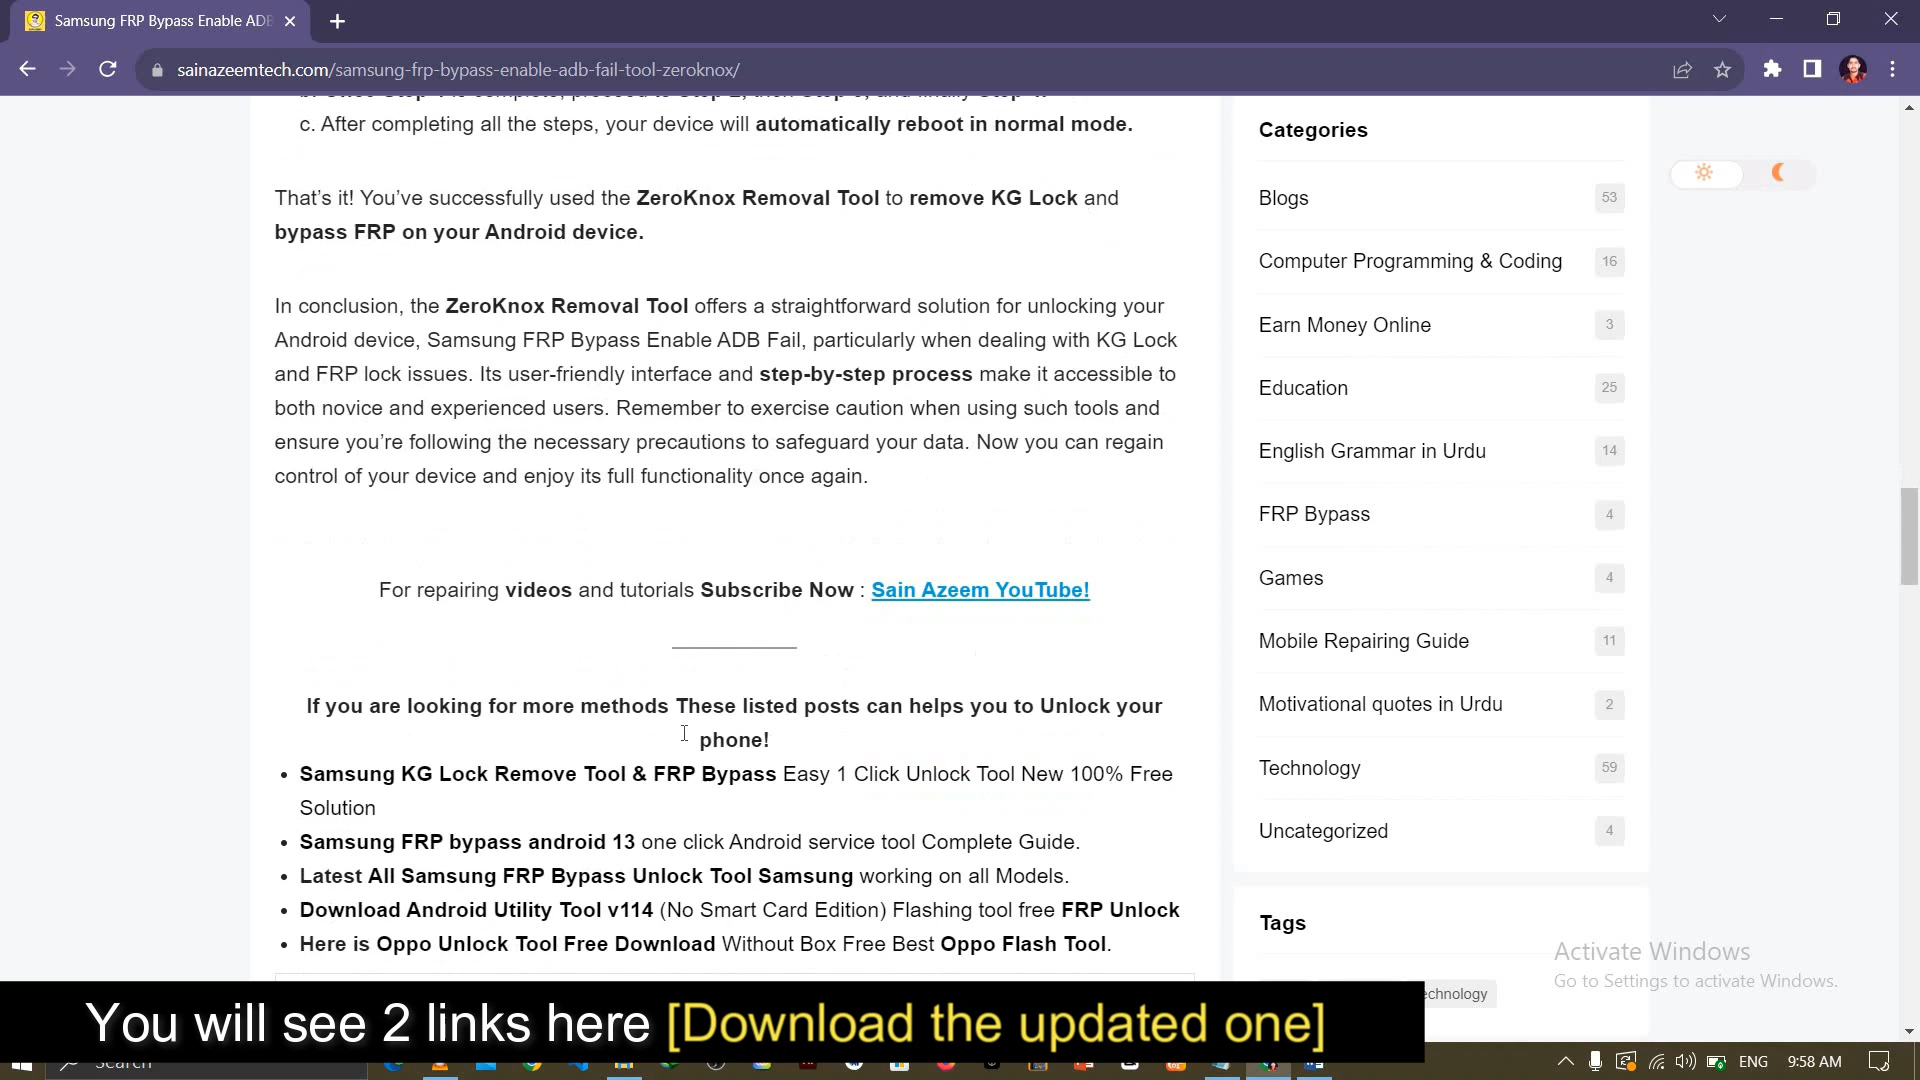 Samsung FRP Bypass Enable ADB
sainazeemtech.com/samsung-frp-bypass-enable-adb-fail-tool-zeroknox/
c. After completing all the steps, your device will automatically reboot in normal mode.
That's it! You've successfully used the ZeroKnox Removal Tool to remove KG Lock and
bypass FRP on your Android device.
In conclusion, the ZeroKnox Removal Tool offers a straightforward solution for unlocking your
Android device, Samsung FRP Bypass Enable ADB Fail, particularly when dealing with KG Lock
and FRP lock issues. Its user-friendly interface and step-by-step process make it accessible to
both novice and experienced users. Remember to exercise caution when using such tools and
ensure you're following the necessary precautions to safeguard your data. Now you can regain
control of your device and enjoy its full functionality once again.
For repairing videos and tutorials Subscribe Now : Sain Azeem YouTube!
If you are looking for more methods These listed posts can helps you to Unlock your
phone!
• Samsung KG Lock Remove Tool & FRP Bypass Easy 1 Click Unlock Tool New 100% Free
Solution
• Samsung FRP bypass android 13 one click Android service tool Complete Guide.
• Latest All Samsung FRP Bypass Unlock Tool Samsung working on all Models.
• Download Android Utility Tool v114 (No Smart Card Edition) Flashing tool free FRP Unlock
• Here is Oppo Unlock Tool Free Download Without Box Free Best Oppo Flash Tool.
Categories
Blogs 53
Computer Programming & Coding 16
Earn Money Online 3
Education 25
English Grammar in Urdu 14
FRP Bypass 4
Games 4
Mobile Repairing Guide 11
Motivational quotes in Urdu 2
Technology 59
Uncategorized 4
Tags
echnology
Activate Windows
Go to Settings to activate Windows.
You will see 2 links here [Download the updated one]
Search
ENG 9:58 AM